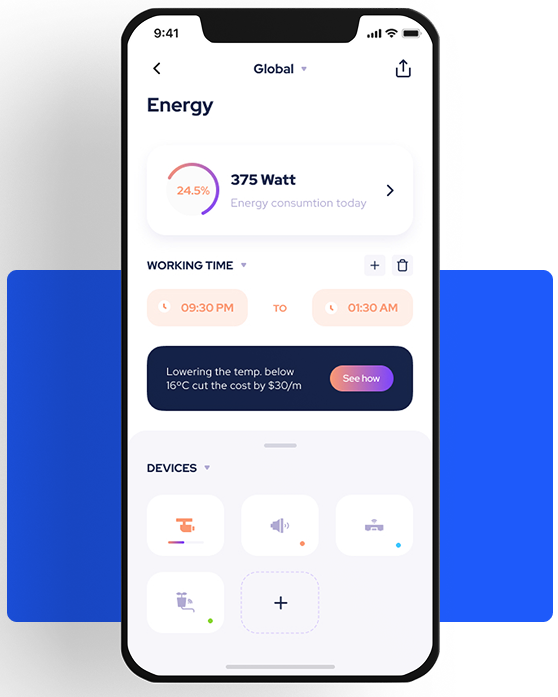 9:41
Global
Energy
24.5%
375 Watt
Energy consumtion today
WORKING TIME
09:30 PM
TO
01:30 AM
Lowering the temp. below
16ºC cut the cost by $30/m
See how
DEVICES